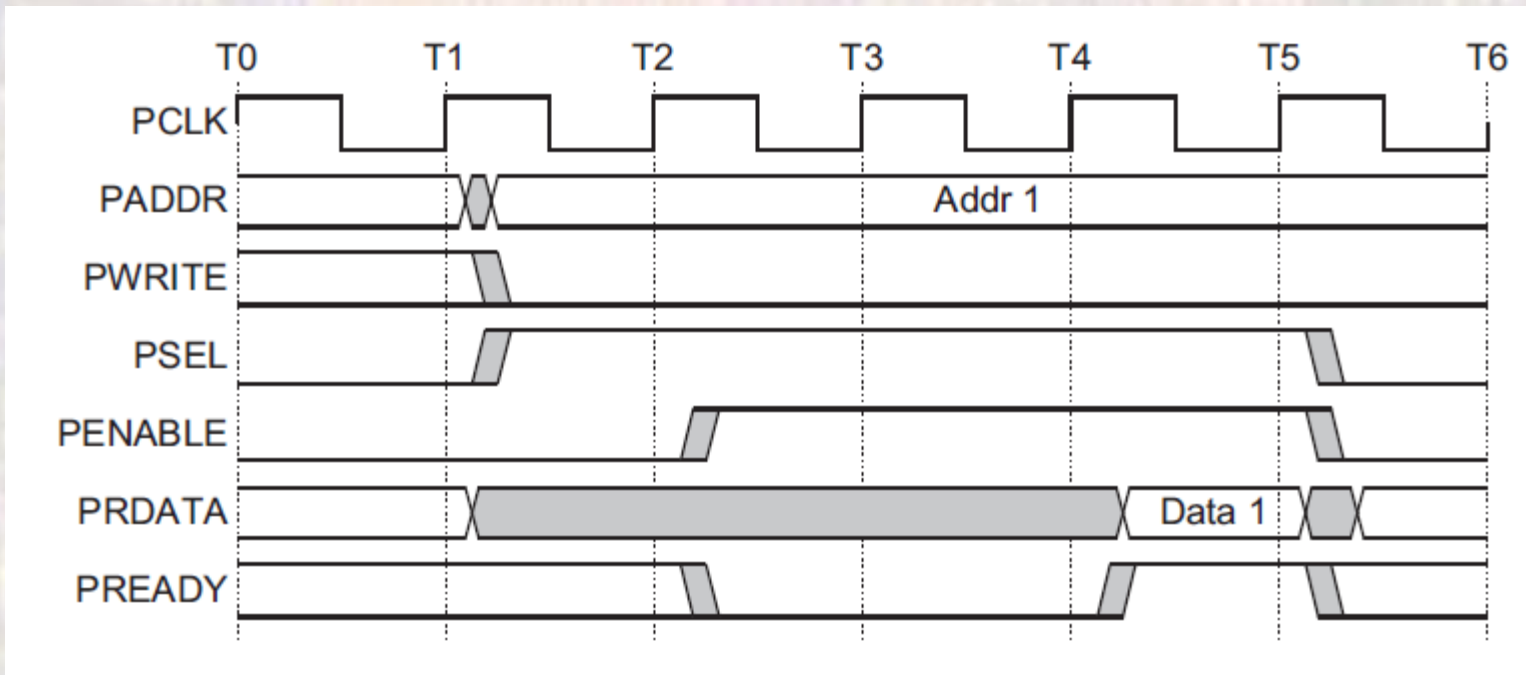 T0 T1 T2 T3 T4 T5 T6
PCLK
PADDR Addr 1
PWRITE
PSEL
PENABLE
PRDATA Data 1
PREADY